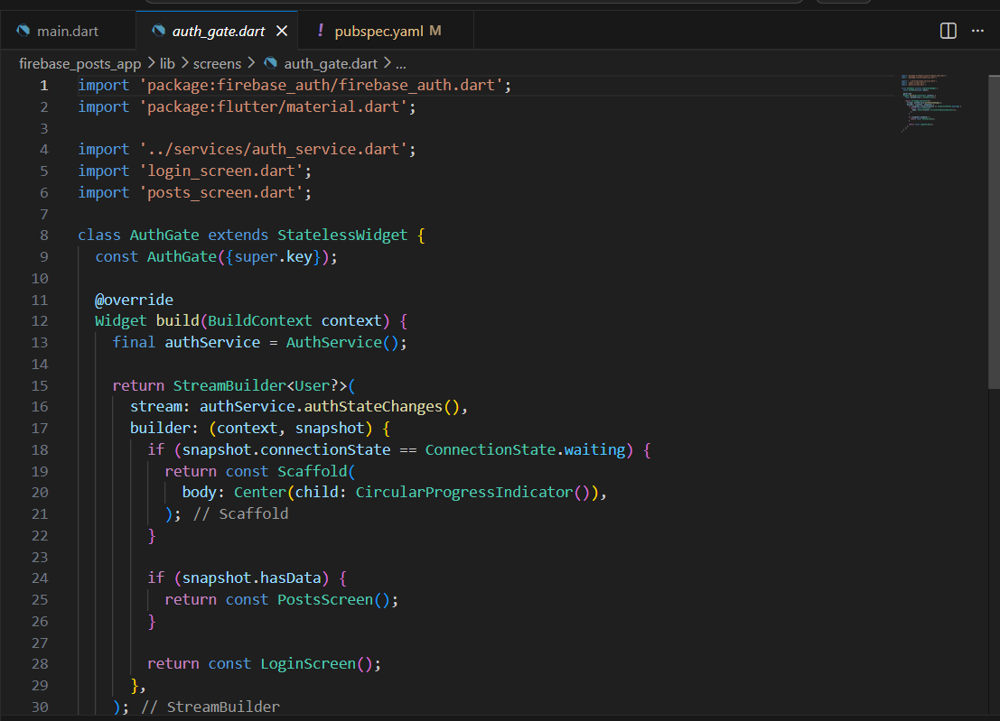 main.dart auth_gate.dart pubspec.yaml M
firebase_posts_app > lib > screens > auth_gate.dart > ...
1 import 'package:firebase_auth/firebase_auth.dart';
2 import 'package:flutter/material.dart';
3
4 import '../services/auth_service.dart';
5 import 'login_screen.dart';
6 import 'posts_screen.dart';
7
8 class AuthGate extends StatelessWidget {
9   const AuthGate({super.key});
10
11   @override
12   Widget build(BuildContext context) {
13     final authService = AuthService();
14
15     return StreamBuilder<User?>(
16       stream: authService.authStateChanges(),
17       builder: (context, snapshot) {
18         if (snapshot.connectionState == ConnectionState.waiting) {
19           return const Scaffold(
20             body: Center(child: CircularProgressIndicator()),
21           ); // Scaffold
22         }
23
24         if (snapshot.hasData) {
25           return const PostsScreen();
26         }
27
28         return const LoginScreen();
29       },
30     ); // StreamBuilder